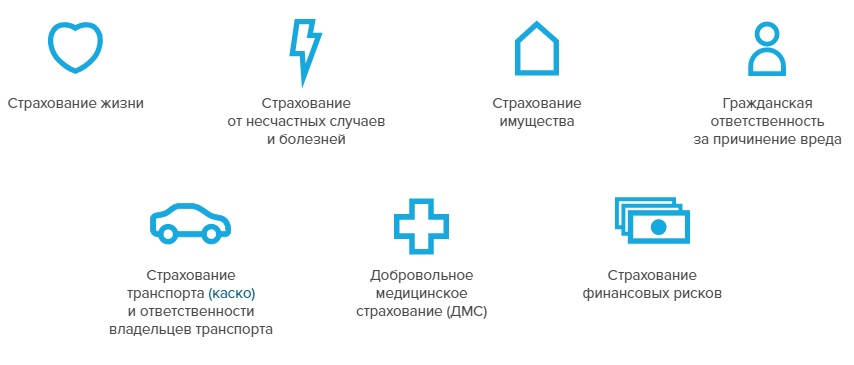 Страхование жизни
Страхование
от несчастных случаев
и болезней
Страхование
имущества
Гражданская
ответственность
за причинение вреда
Страхование
транспорта (каско)
и ответственности
владельцев транспорта
Добровольное
медицинское
страхование (ДМС)
Страхование
финансовых рисков